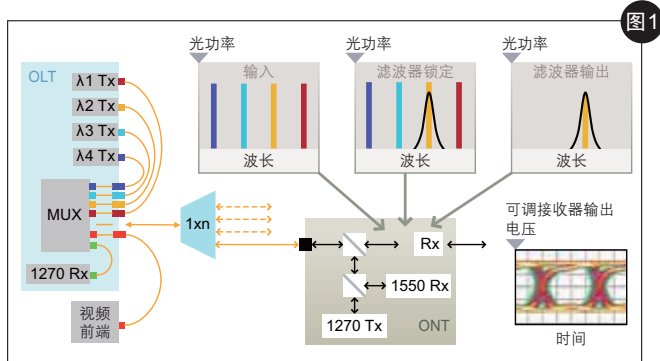 图1
光功率
光功率
光功率
OLT
λ1 Tx
λ2 Tx
λ3 Tx
λ4 Tx
MUX
1270 Rx
视频
前端
输入
波长
滤波器锁定
波长
滤波器输出
波长
1xn
Rx
1550 Rx
1270 Tx
ONT
可调接收器输出
电压
时间